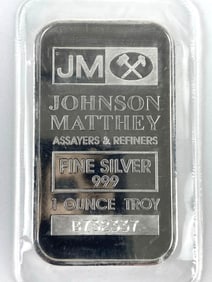 JM
JOHNSON
MATTHEY
ASSAYERS & REFINERS
FINE SILVER
999
1 OUNCE TROY